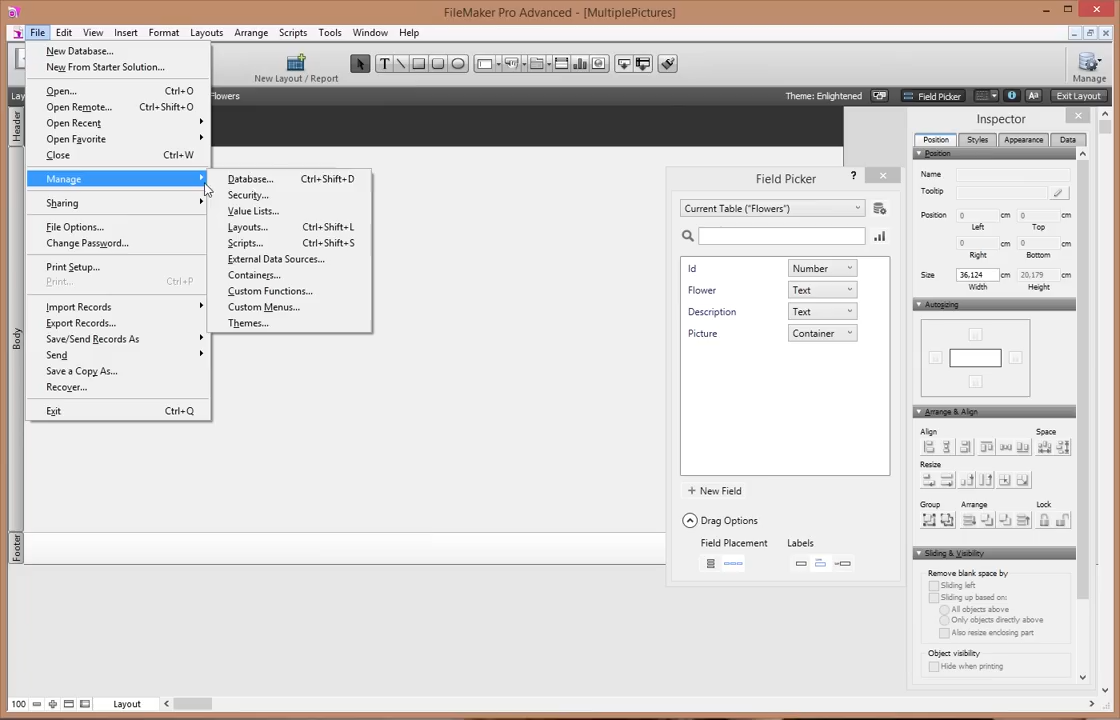 FileMaker Pro Advanced - [MultiplePictures]
File Edit View Insert Format Layouts Arrange Scripts Tools Window Help
New Database...
New From Starter Solution...
Open... Ctrl+O
Open Remote... Ctrl+Shift+O
Open Recent
Open Favorite
Close Ctrl+W
Manage
Sharing
File Options...
Change Password...
Print Setup...
Print... Ctrl+P
Import Records
Export Records...
Save/Send Records As
Send
Save a Copy As...
Recover...
Exit Ctrl+Q
Database... Ctrl+Shift+D
Security...
Value Lists...
Layouts... Ctrl+Shift+L
Scripts... Ctrl+Shift+S
External Data Sources...
Containers...
Custom Functions...
Custom Menus...
Themes...
New Layout / Report
T
Manage
Lay
Flowers
Theme: Enlightened
Field Picker
Aa
Exit Layout
Header
Body
Footer
Field Picker ?
Current Table ("Flowers")
Id Number
Flower Text
Description Text
Picture Container
+ New Field
Drag Options
Field Placement Labels
Inspector
Position Styles Appearance Data
Position
Name
Tooltip
Position 0 cm 0 cm
Left Top
0 cm 0 cm
Right Bottom
Size 36,124 cm 20,179 cm
Width Height
Autosizing
Arrange & Align
Align Space
Resize
Group Arrange Lock
Sliding & Visibility
Remove blank space by
Sliding left
Sliding up based on:
All objects above
Only objects directly above
Also resize enclosing part
Object visibility
Hide when printing
100
Layout